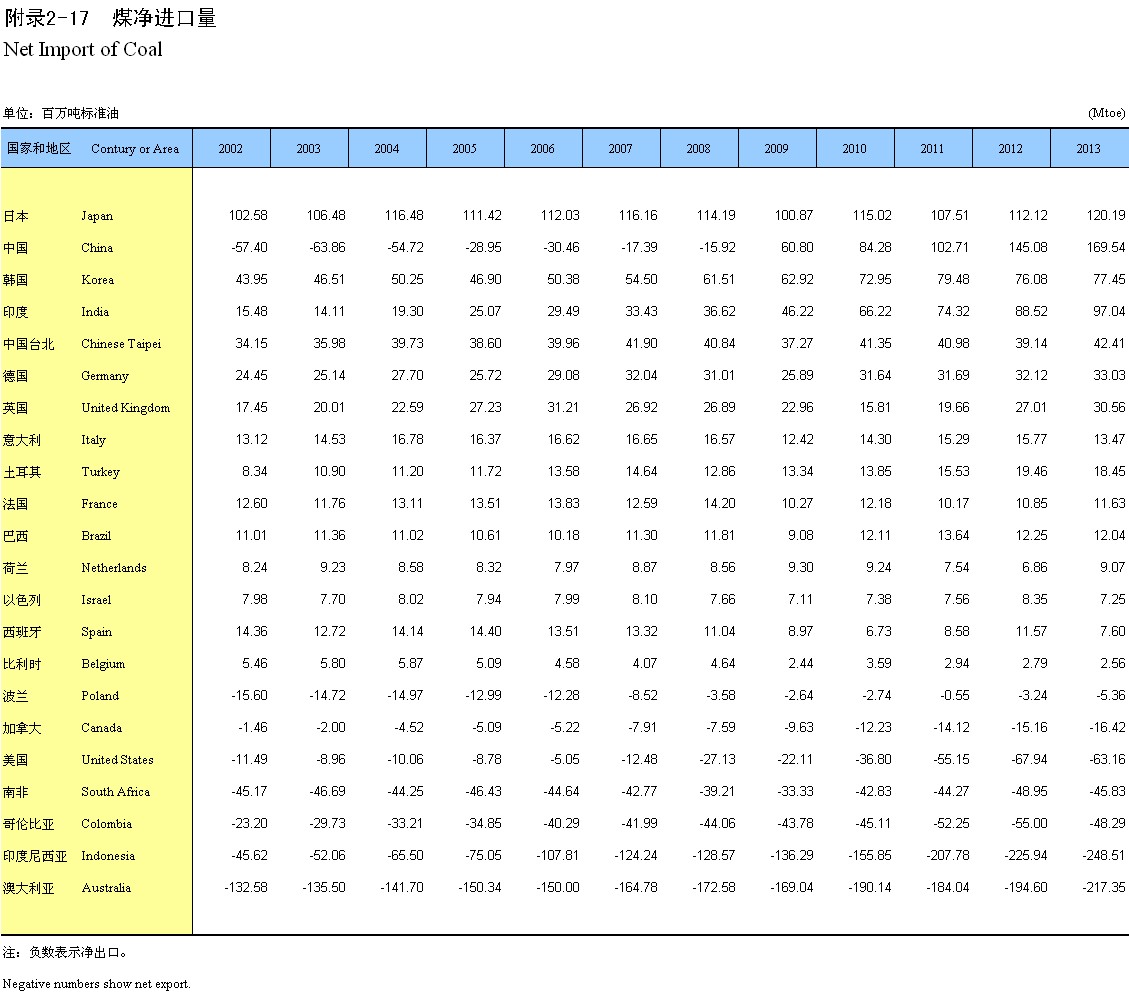 附录2-17 煤净进口量
Net Import of Coal
单位：百万吨标准油 (Mtoe)
国家和地区 Contury or Area 2002 2003 2004 2005 2006 2007 2008 2009 2010 2011 2012 2013
日本 Japan 102.58 106.48 116.48 111.42 112.03 116.16 114.19 100.87 115.02 107.51 112.12 120.19
中国 China -57.40 -63.86 -54.72 -28.95 -30.46 -17.39 -15.92 60.80 84.28 102.71 145.08 169.54
韩国 Korea 43.95 46.51 50.25 46.90 50.38 54.50 61.51 62.92 72.95 79.48 76.08 77.45
印度 India 15.48 14.11 19.30 25.07 29.49 33.43 36.62 46.22 66.22 74.32 88.52 97.04
中国台北 Chinese Taipei 34.15 35.98 39.73 38.60 39.96 41.90 40.84 37.27 41.35 40.98 39.14 42.41
德国 Germany 24.45 25.14 27.70 25.72 29.08 32.04 31.01 25.89 31.64 31.69 32.12 33.03
英国 United Kingdom 17.45 20.01 22.59 27.23 31.21 26.92 26.89 22.96 15.81 19.66 27.01 30.56
意大利 Italy 13.12 14.53 16.78 16.37 16.62 16.65 16.57 12.42 14.30 15.29 15.77 13.47
土耳其 Turkey 8.34 10.90 11.20 11.72 13.58 14.64 12.86 13.34 13.85 15.53 19.46 18.45
法国 France 12.60 11.76 13.11 13.51 13.83 12.59 14.20 10.27 12.18 10.17 10.85 11.63
巴西 Brazil 11.01 11.36 11.02 10.61 10.18 11.30 11.81 9.08 12.11 13.64 12.25 12.04
荷兰 Netherlands 8.24 9.23 8.58 8.32 7.97 8.87 8.56 9.30 9.24 7.54 6.86 9.07
以色列 Israel 7.98 7.70 8.02 7.94 7.99 8.10 7.66 7.11 7.38 7.56 8.35 7.25
西班牙 Spain 14.36 12.72 14.14 14.40 13.51 13.32 11.04 8.97 6.73 8.58 11.57 7.60
比利时 Belgium 5.46 5.80 5.87 5.09 4.58 4.07 4.64 2.44 3.59 2.94 2.79 2.56
波兰 Poland -15.60 -14.72 -14.97 -12.99 -12.28 -8.52 -3.58 -2.64 -2.74 -0.55 -3.24 -5.36
加拿大 Canada -1.46 -2.00 -4.52 -5.09 -5.22 -7.91 -7.59 -9.63 -12.23 -14.12 -15.16 -16.42
美国 United States -11.49 -8.96 -10.06 -8.78 -5.05 -12.48 -27.13 -22.11 -36.80 -55.15 -67.94 -63.16
南非 South Africa -45.17 -46.69 -44.25 -46.43 -44.64 -42.77 -39.21 -33.33 -42.83 -44.27 -48.95 -45.83
哥伦比亚 Colombia -23.20 -29.73 -33.21 -34.85 -40.29 -41.99 -44.06 -43.78 -45.11 -52.25 -55.00 -48.29
印度尼西亚 Indonesia -45.62 -52.06 -65.50 -75.05 -107.81 -124.24 -128.57 -136.29 -155.85 -207.78 -225.94 -248.51
澳大利亚 Australia -132.58 -135.50 -141.70 -150.34 -150.00 -164.78 -172.58 -169.04 -190.14 -184.04 -194.60 -217.35
注：负数表示净出口。
Negative numbers show net export.